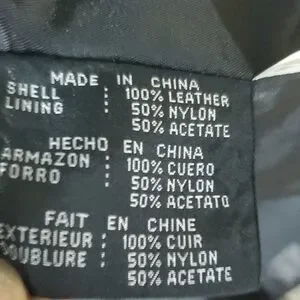 MADE IN CHINA
SHELL : 100% LEATHER
LINING : 50% NYLON
50% ACETATE
HECHO EN CHINA
ARMAZON : 100% CUERO
FORRO : 50% NYLON
50% ACETATO
FAIT EN CHINE
EXTERIEUR : 100% CUIR
DOUBLURE : 50% NYLON
50% ACETATE